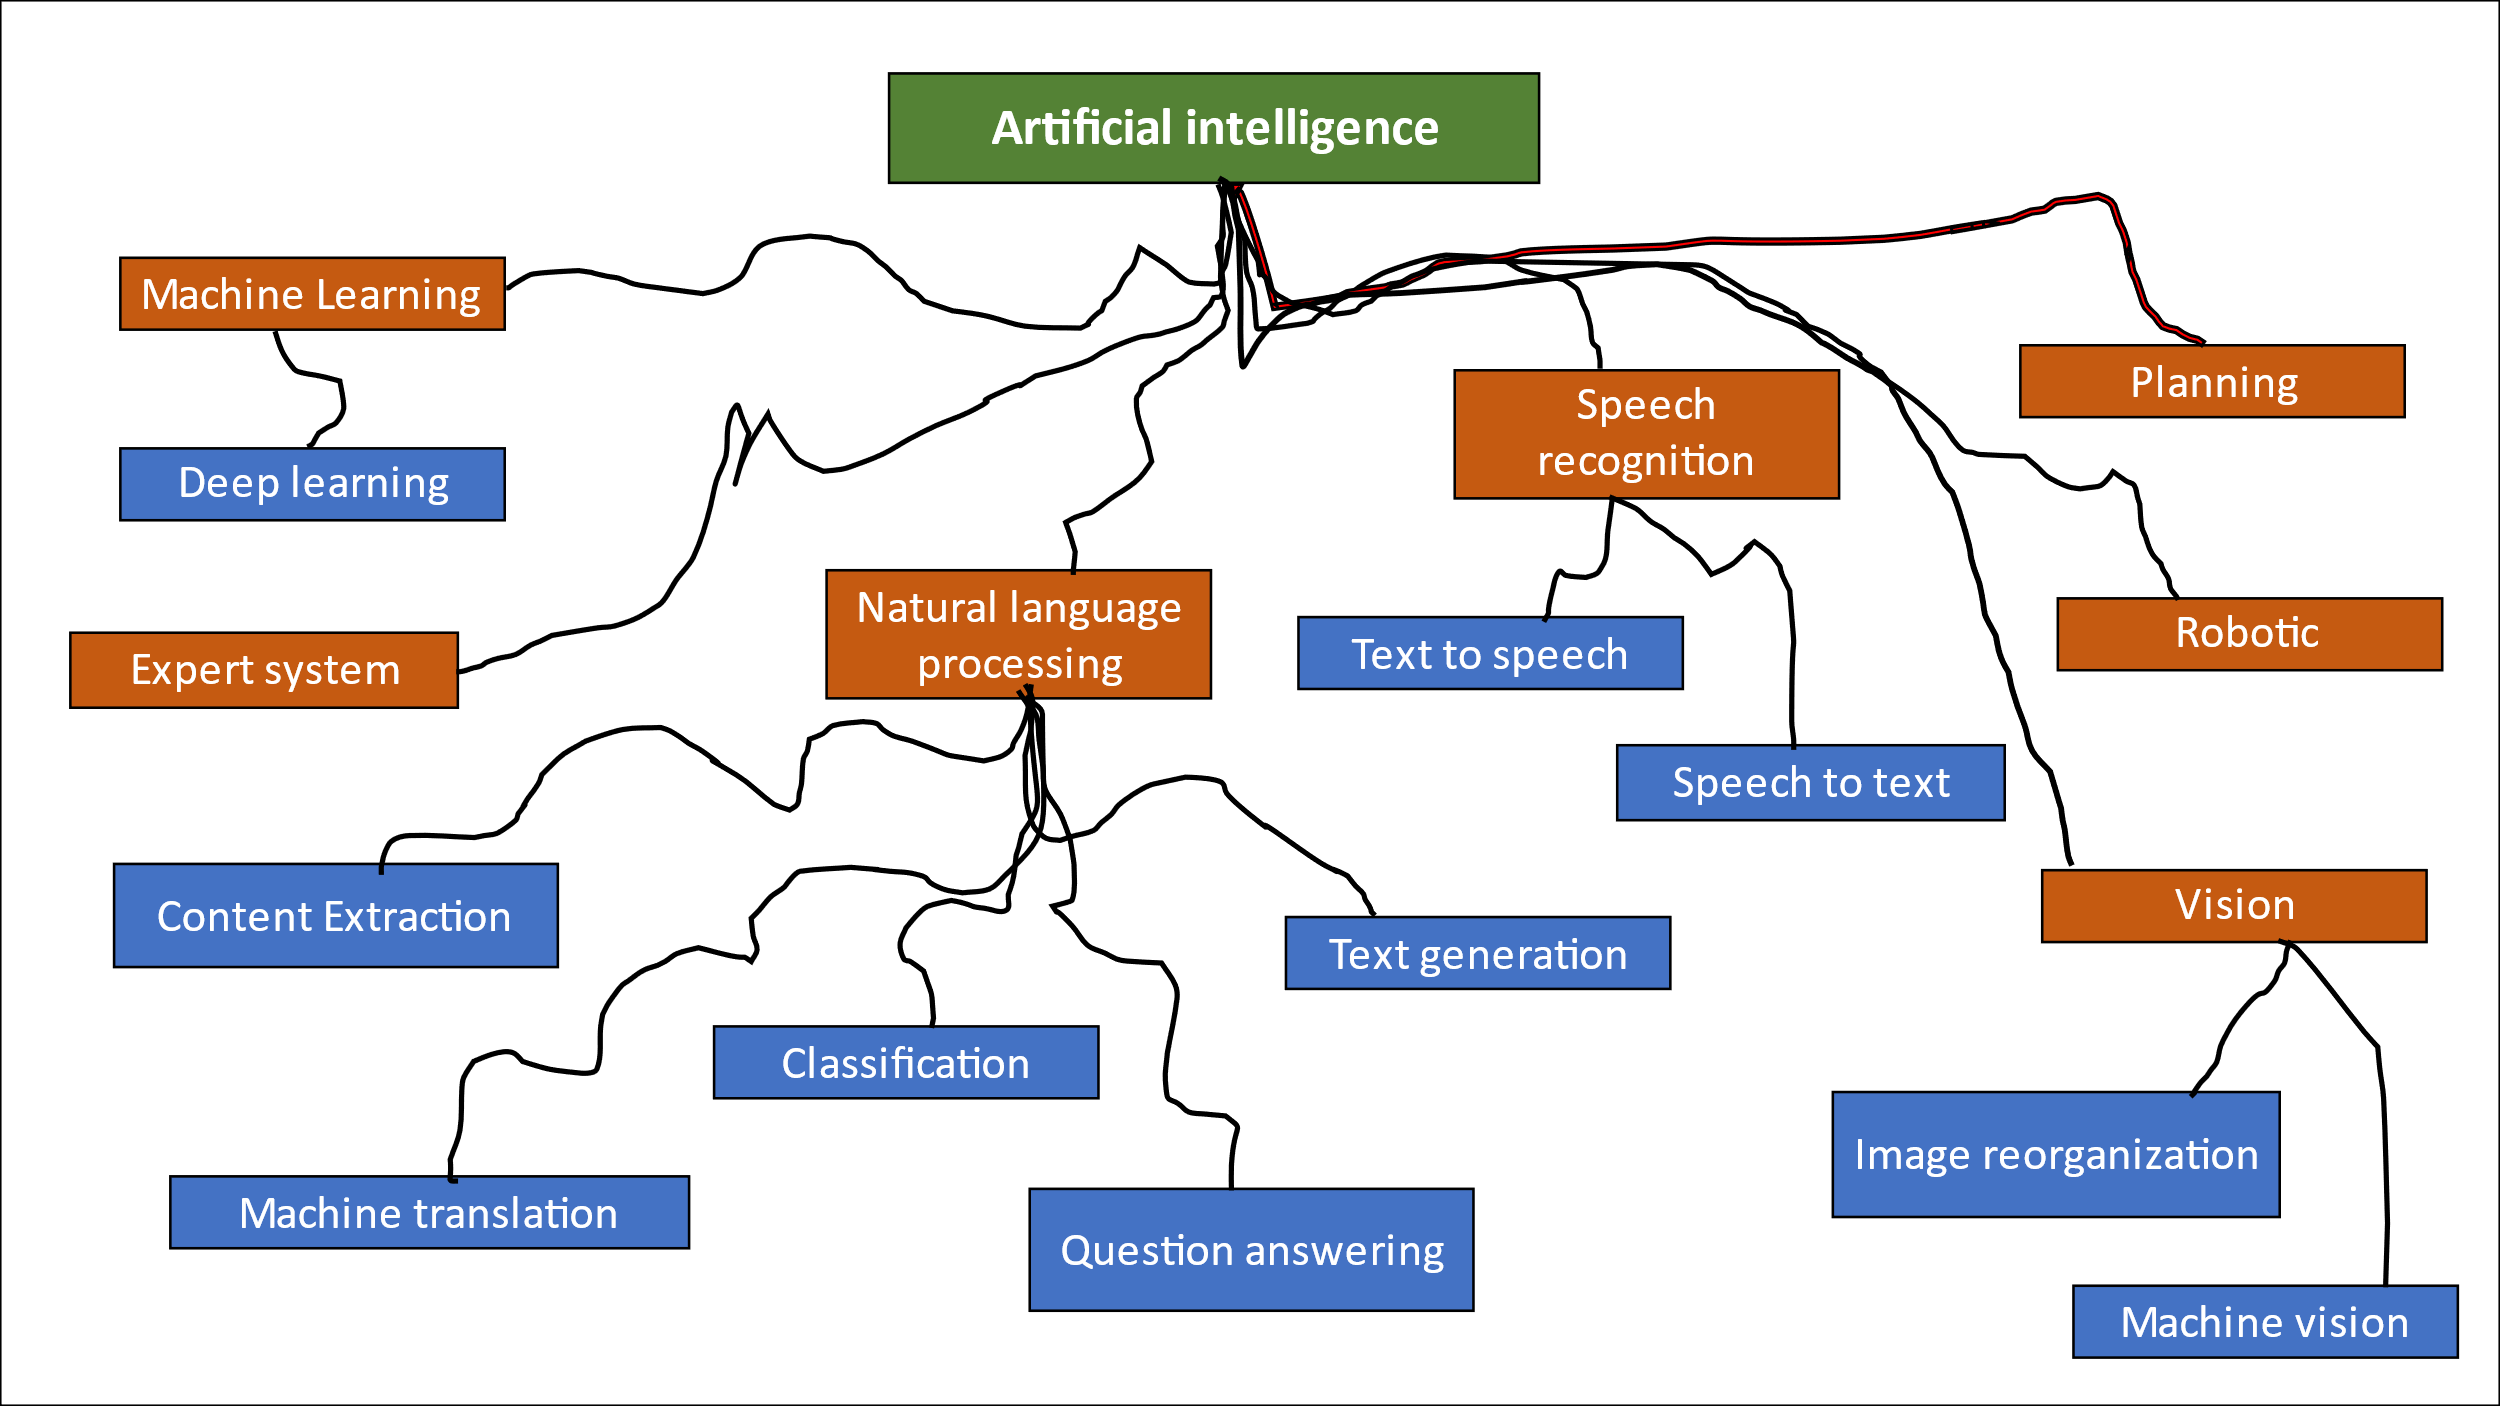 Artificial intelligence
Machine Learning
Deep learning
Expert system
Natural language
processing
Content Extraction
Machine translation
Classification
Question answering
Text generation
Speech
recognition
Text to speech
Speech to text
Planning
Robotic
Vision
Image reorganization
Machine vision